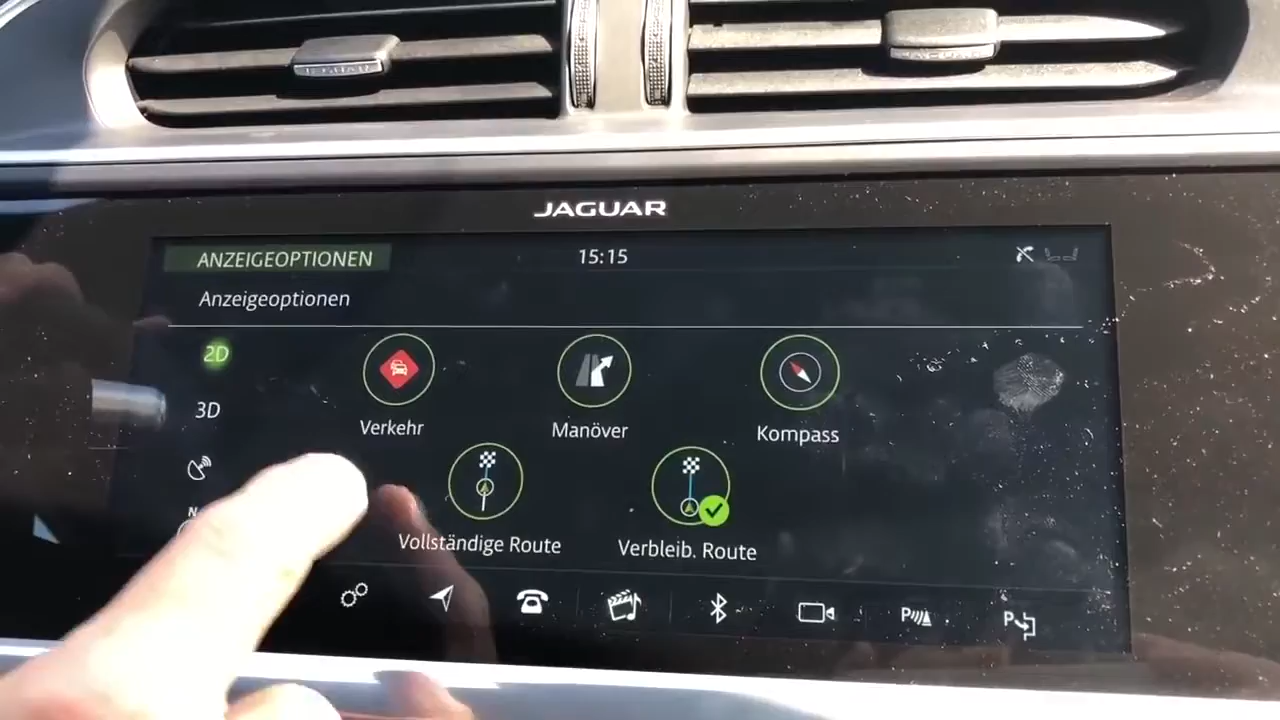 JAGUAR
ANZEIGEOPTIONEN
15:15
Anzeigeoptionen
2D
3D
N
Verkehr
Manöver
Kompass
Vollständige Route
Verbleib. Route
P
P